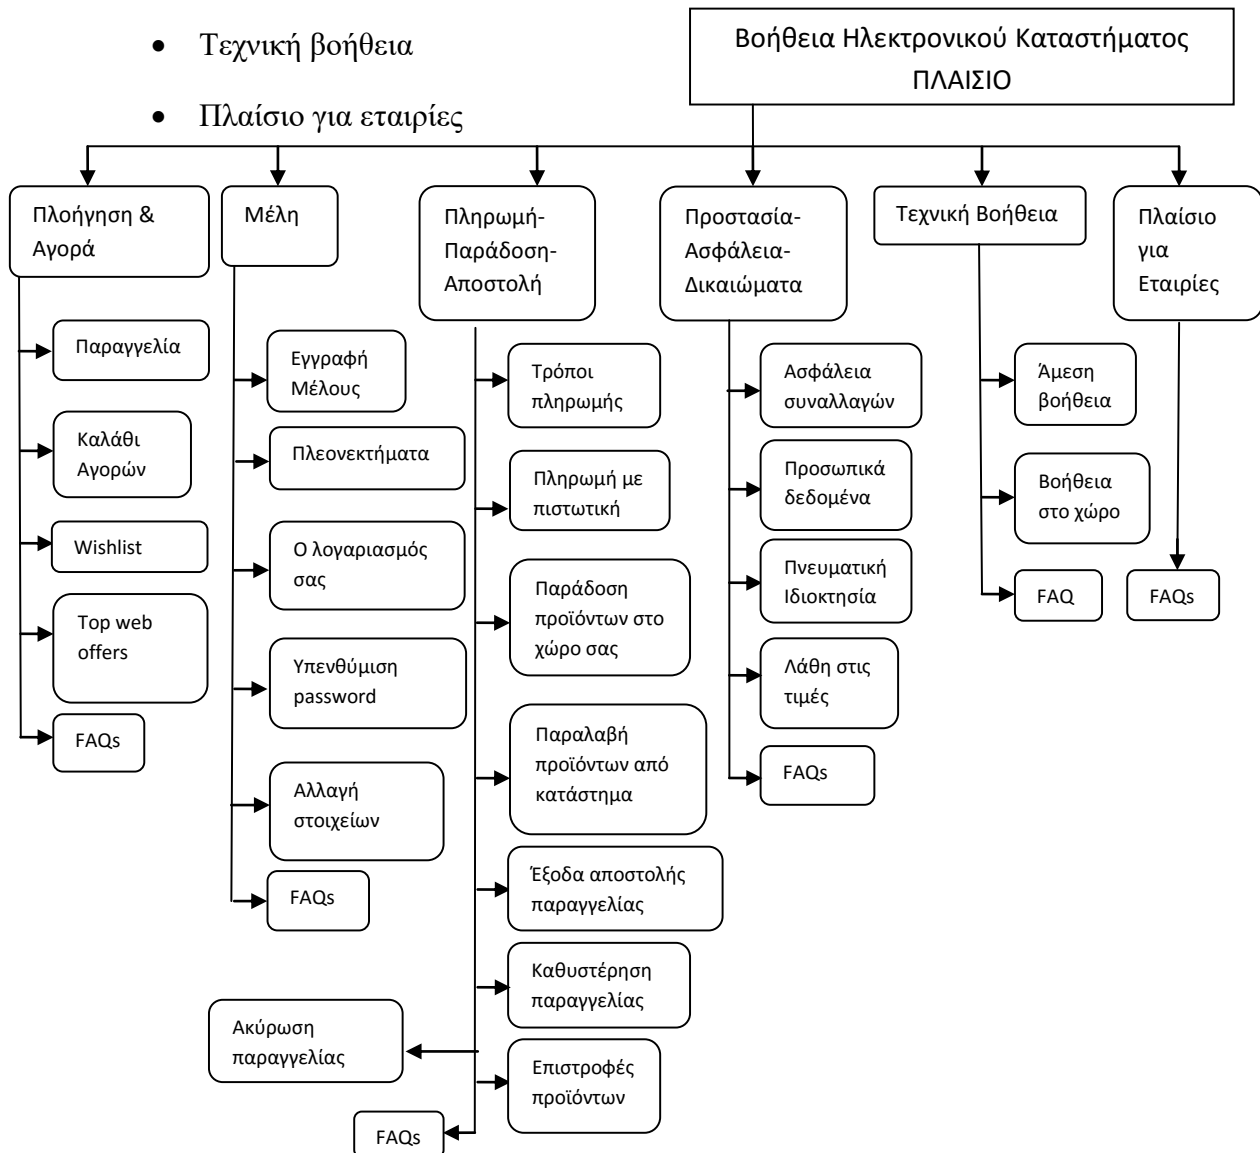 • Τεχνική βοήθεια
• Πλαίσιο για εταιρίες
Βοήθεια Ηλεκτρονικού Καταστήματος
ΠΛΑΙΣΙΟ
Πλοήγηση &
Αγορά
Παραγγελία
Καλάθι
Αγορών
Wishlist
Top web
offers
FAQs
Μέλη
Εγγραφή
Μέλους
Πλεονεκτήματα
Ο λογαριασμός
σας
Υπενθύμιση
password
Αλλαγή
στοιχείων
FAQs
Πληρωμή-
Παράδοση-
Αποστολή
Τρόποι
πληρωμής
Πληρωμή με
πιστωτική
Παράδοση
προϊόντων στο
χώρο σας
Παραλαβή
προϊόντων από
κατάστημα
Έξοδα αποστολής
παραγγελίας
Καθυστέρηση
παραγγελίας
Ακύρωση
παραγγελίας
Επιστροφές
προϊόντων
FAQs
Προστασία-
Ασφάλεια-
Δικαιώματα
Ασφάλεια
συναλλαγών
Προσωπικά
δεδομένα
Πνευματική
Ιδιοκτησία
Λάθη στις
τιμές
FAQs
Τεχνική Βοήθεια
Άμεση
βοήθεια
Βοήθεια
στο χώρο
FAQ
Πλαίσιο
για
Εταιρίες
FAQs